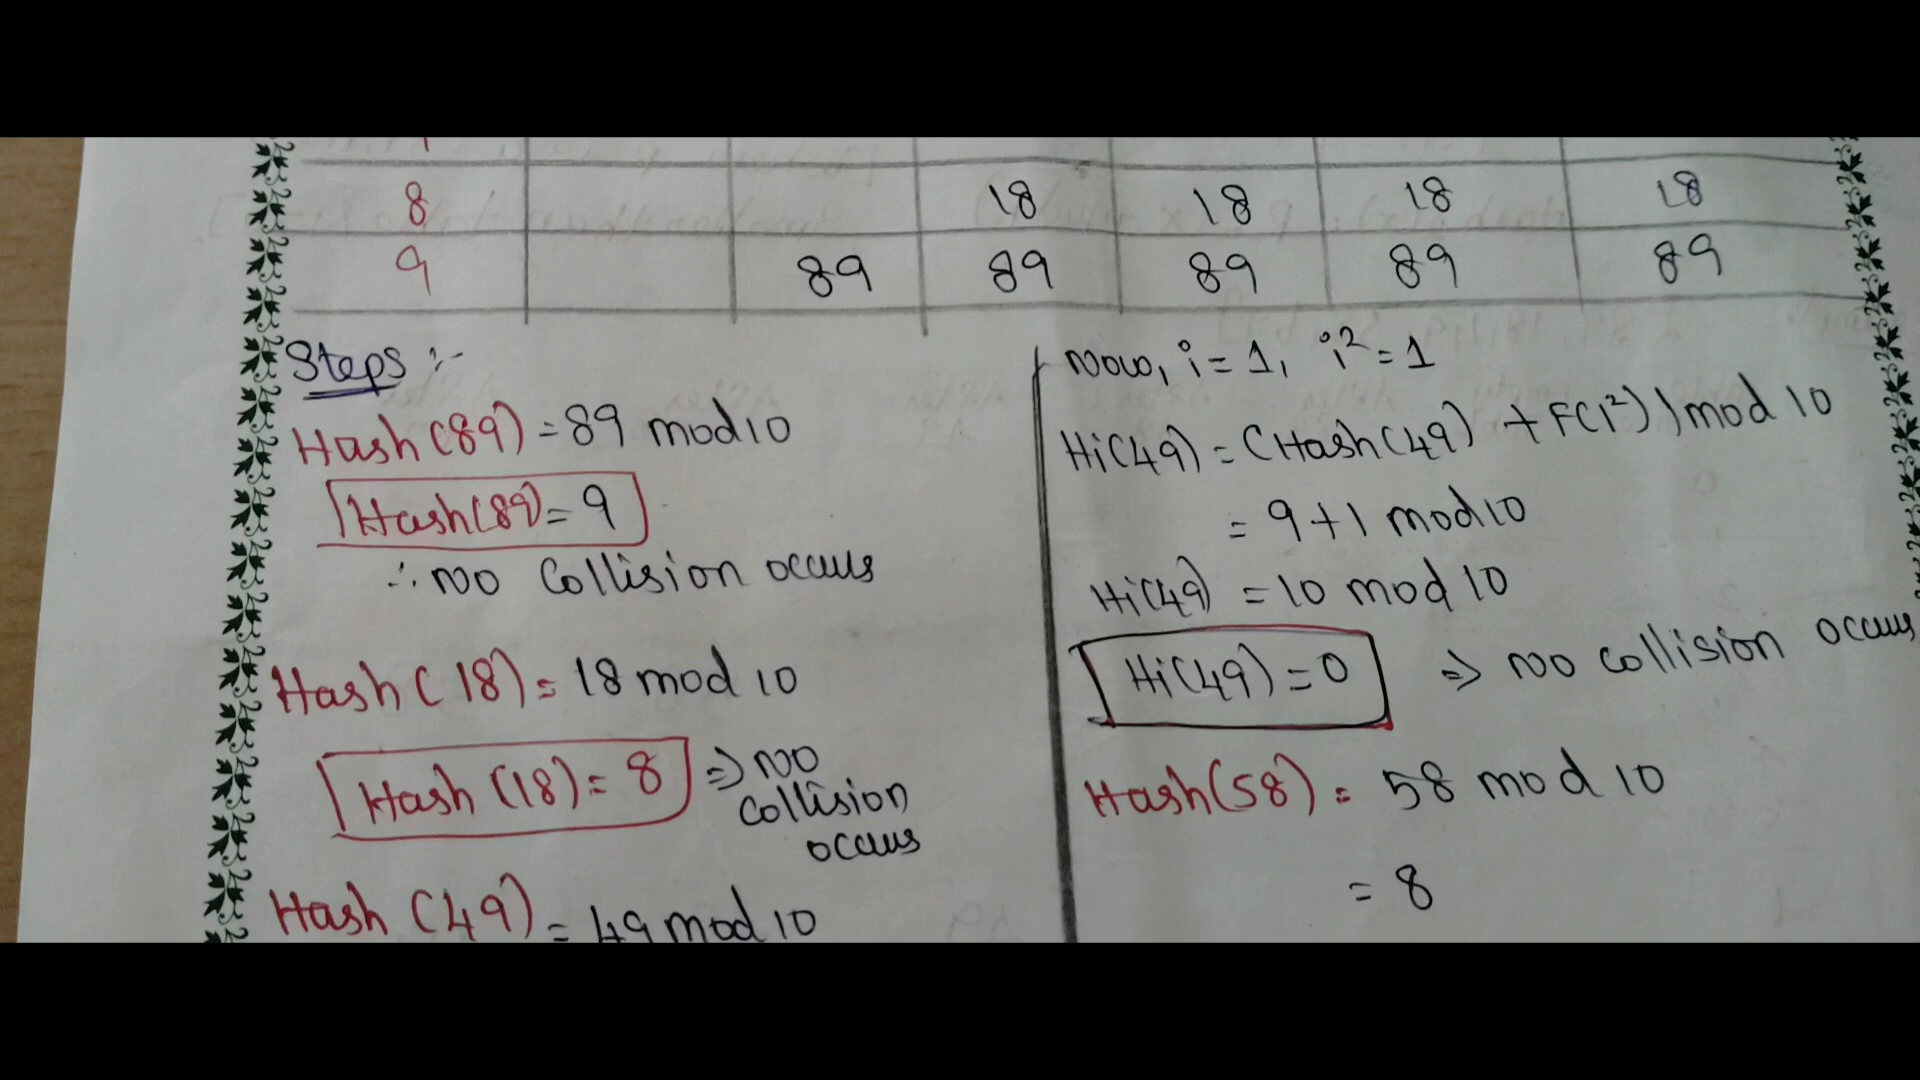 8 18 18 18 18
9 89 89 89 89 89
Steps :-
Hash(89) = 89 mod 10
Hash(89) = 9
∴ No Collision occurs
Hash(18) = 18 mod 10
Hash(18) = 8 ⇒ No
Collision
occurs
Hash(49) = 49 mod 10
Now, i = 1, i² = 1
Hi(49) = (Hash(49) + F(1²)) mod 10
= 9+1 mod 10
Hi(49) = 10 mod 10
Hi(49) = 0 ⇒ No collision occurs
Hash(58) = 58 mod 10
= 8